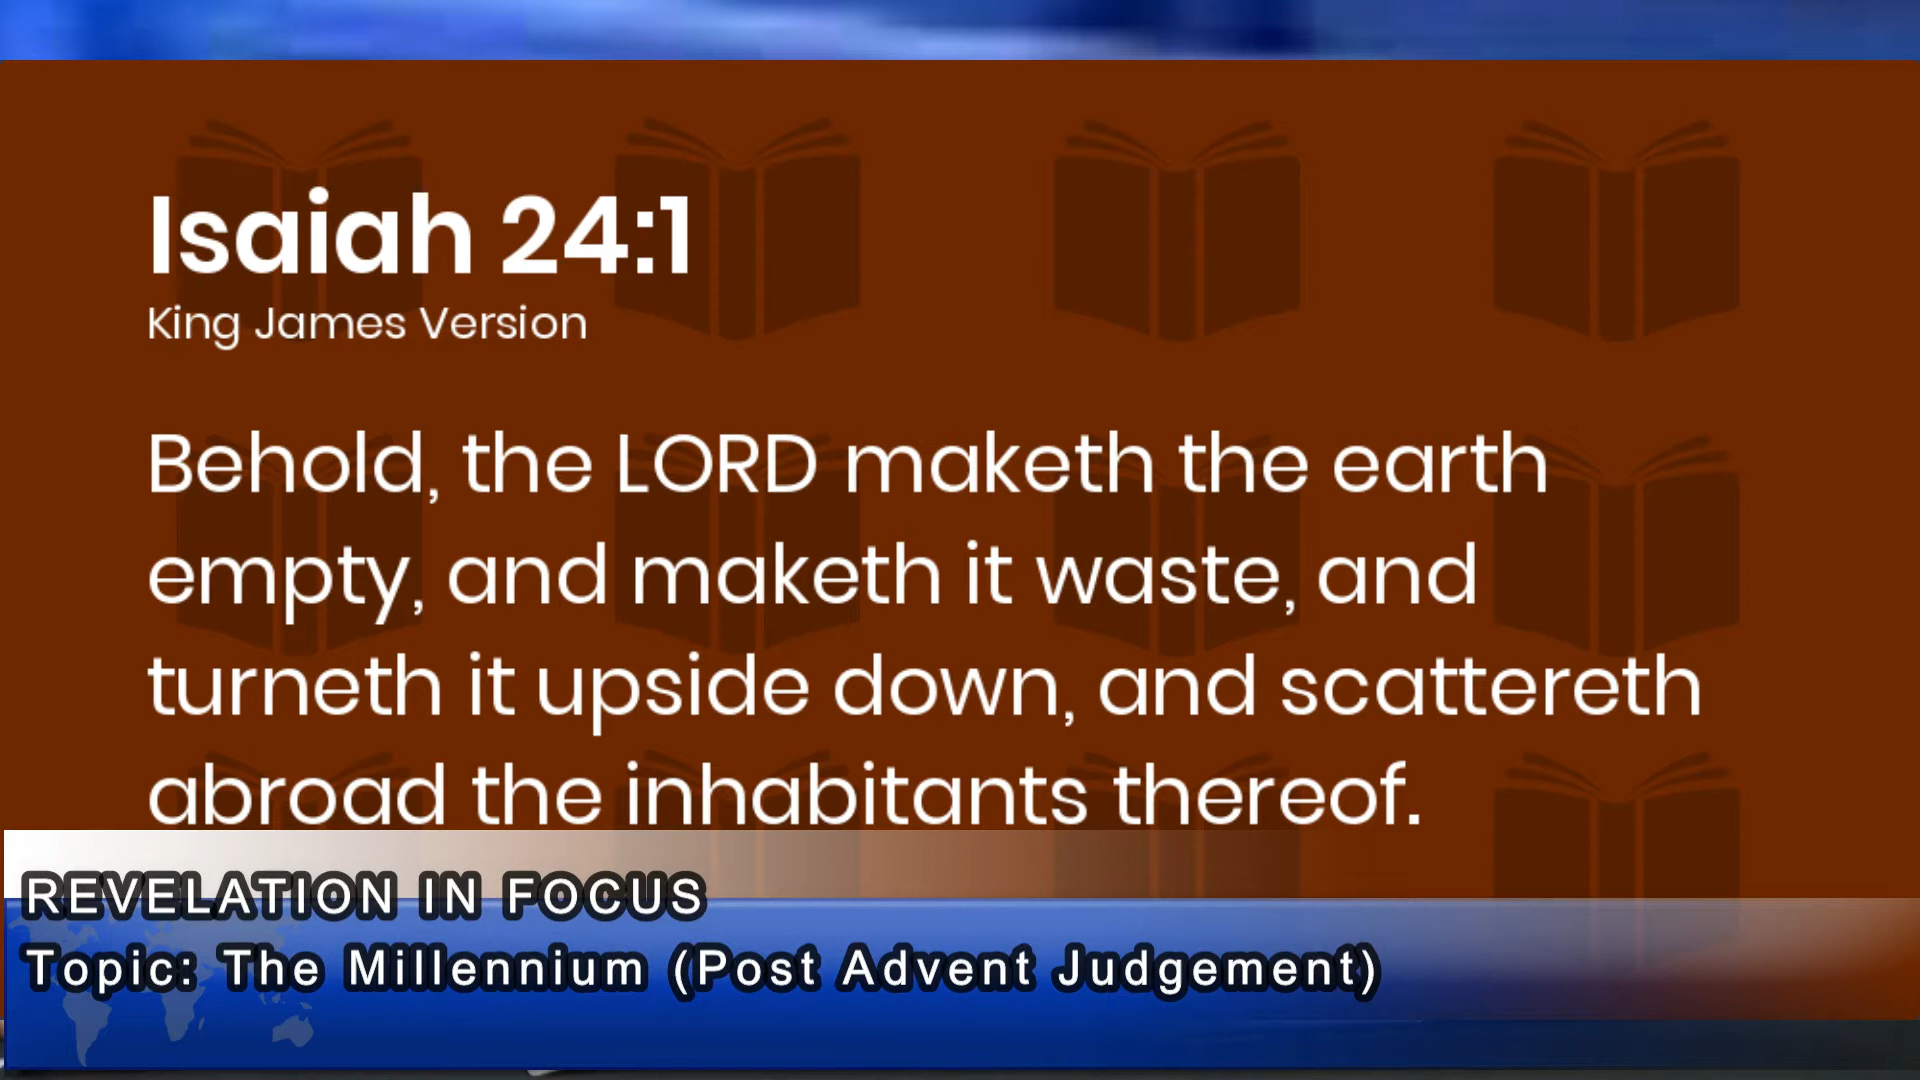 Isaiah 24:1
King James Version
Behold, the LORD maketh the earth
empty, and maketh it waste, and
turneth it upside down, and scattereth
abroad the inhabitants thereof.
REVELATION IN FOCUS
Topic: The Millennium (Post Advent Judgement)